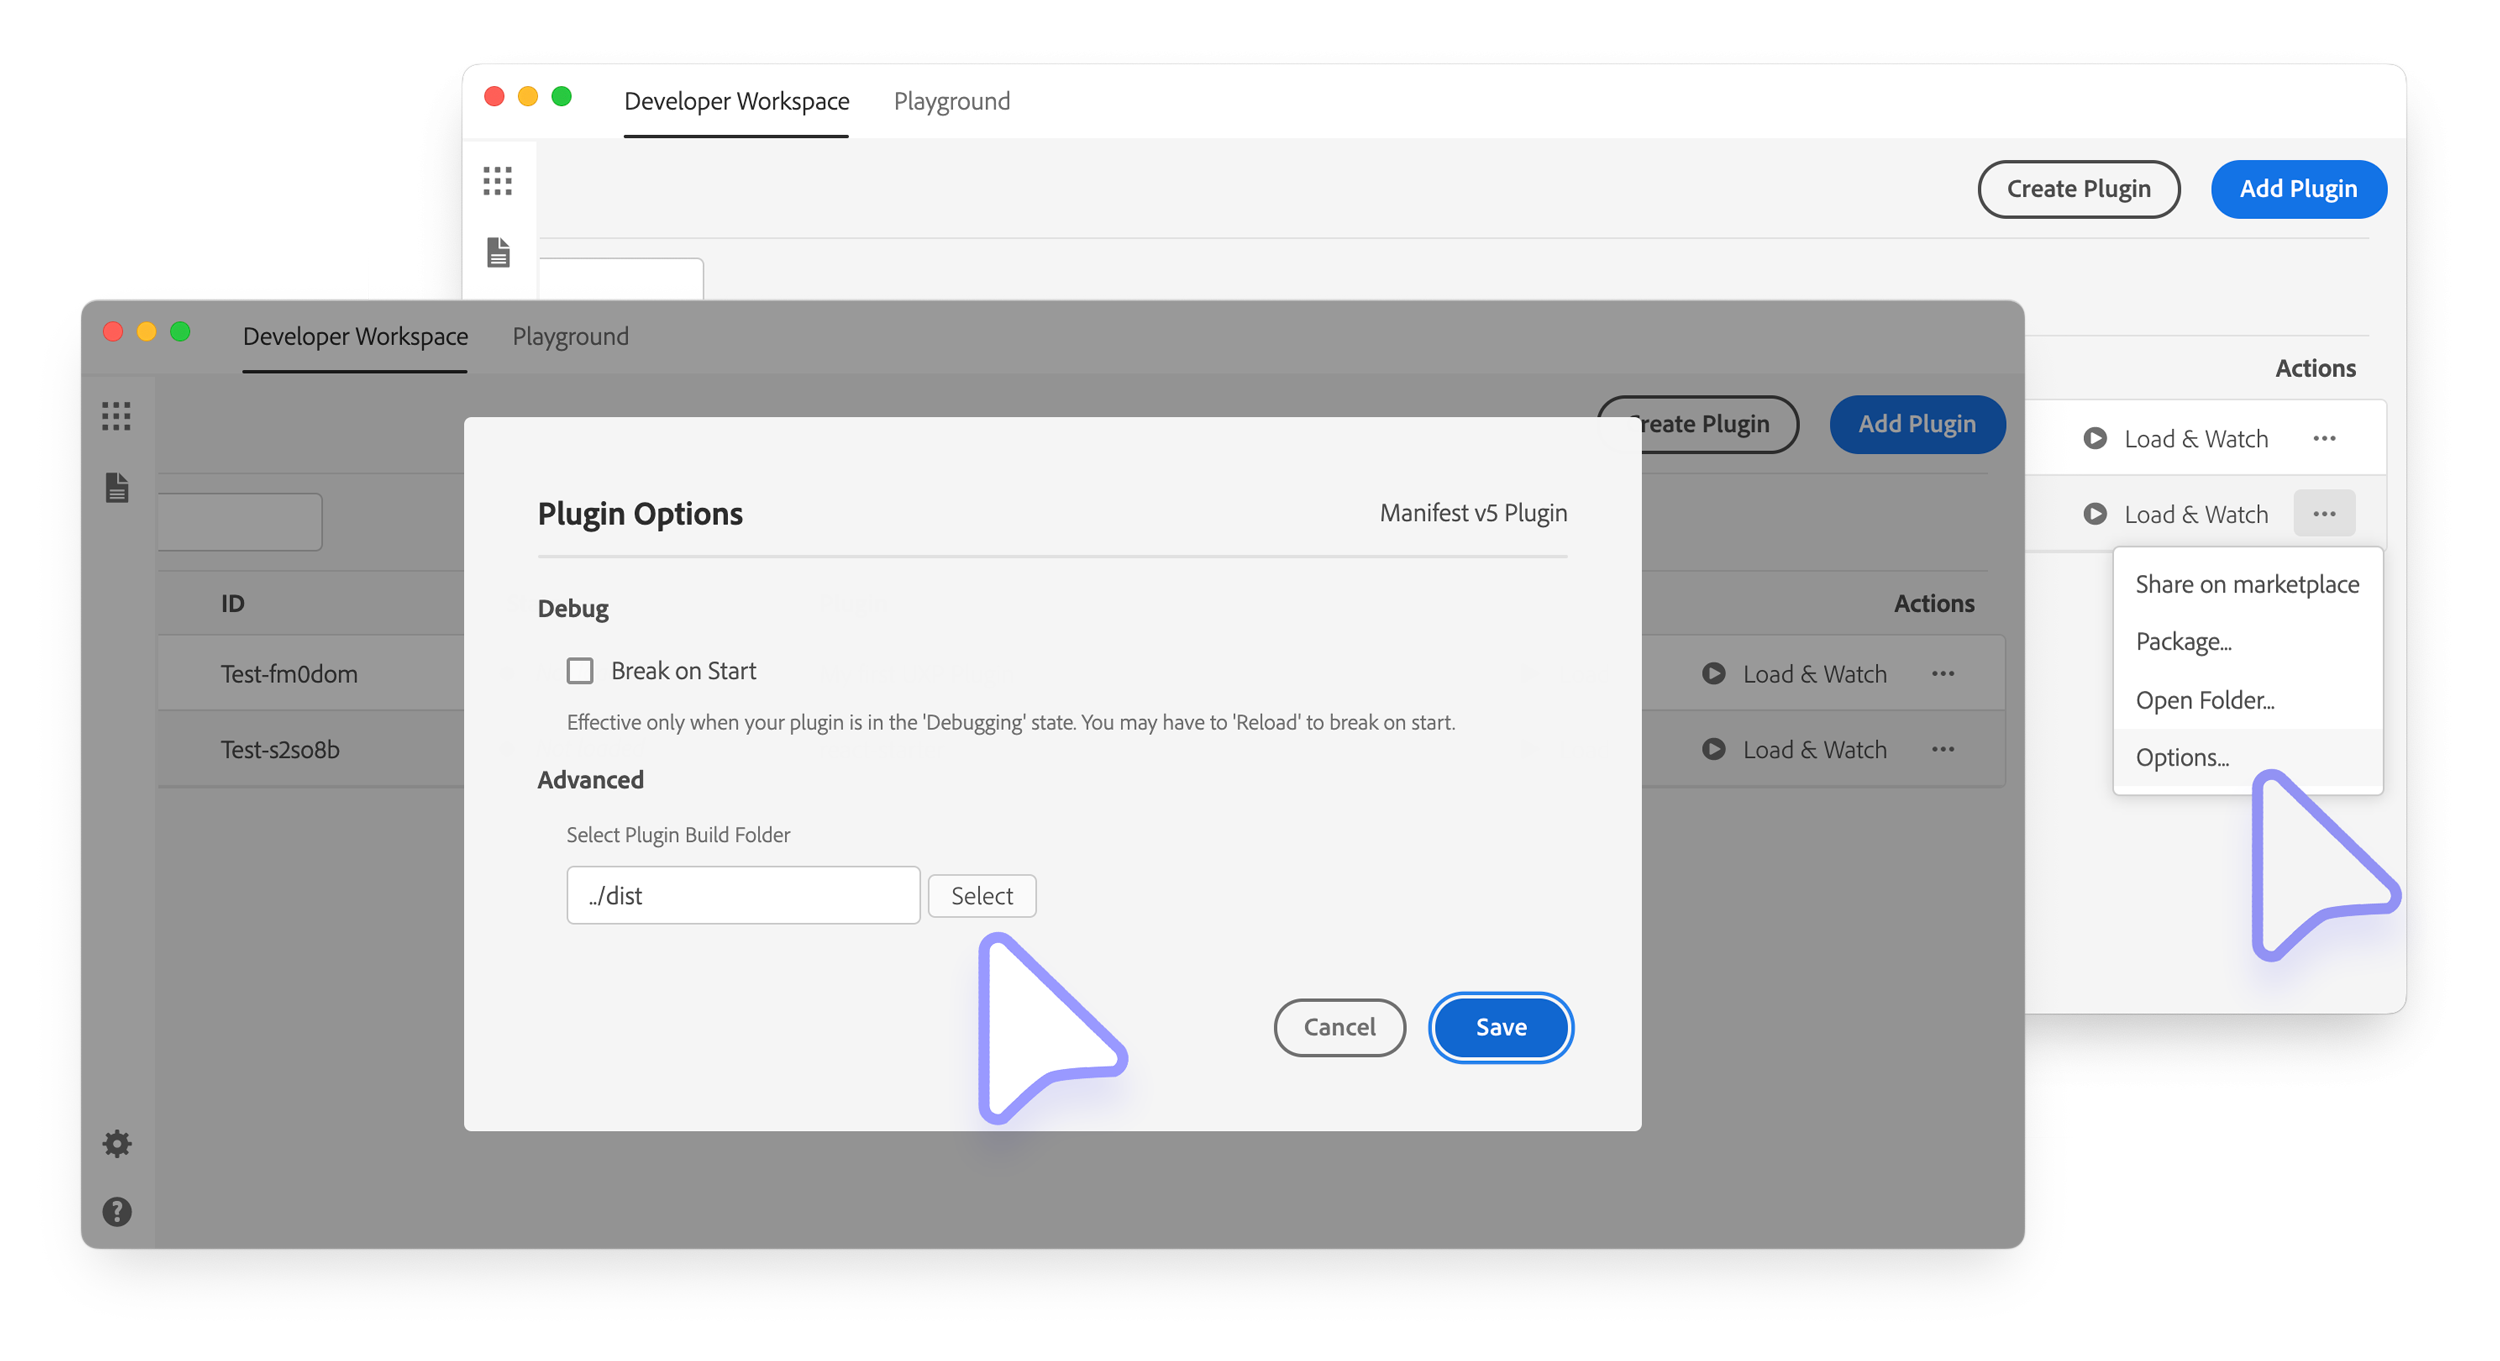 Developer Workspace Playground
Create Plugin Add Plugin
Actions
Load & Watch
Load & Watch
Share on marketplace
Package...
Open Folder...
Options...
Developer Workspace Playground
Create Plugin Add Plugin
ID Actions
Test-fm0dom Load & Watch
Test-s2so8b Load & Watch
Plugin Options Manifest v5 Plugin
Debug
Break on Start
Effective only when your plugin is in the 'Debugging' state. You may have to 'Reload' to break on start.
Advanced
Select Plugin Build Folder
../dist Select
Cancel Save